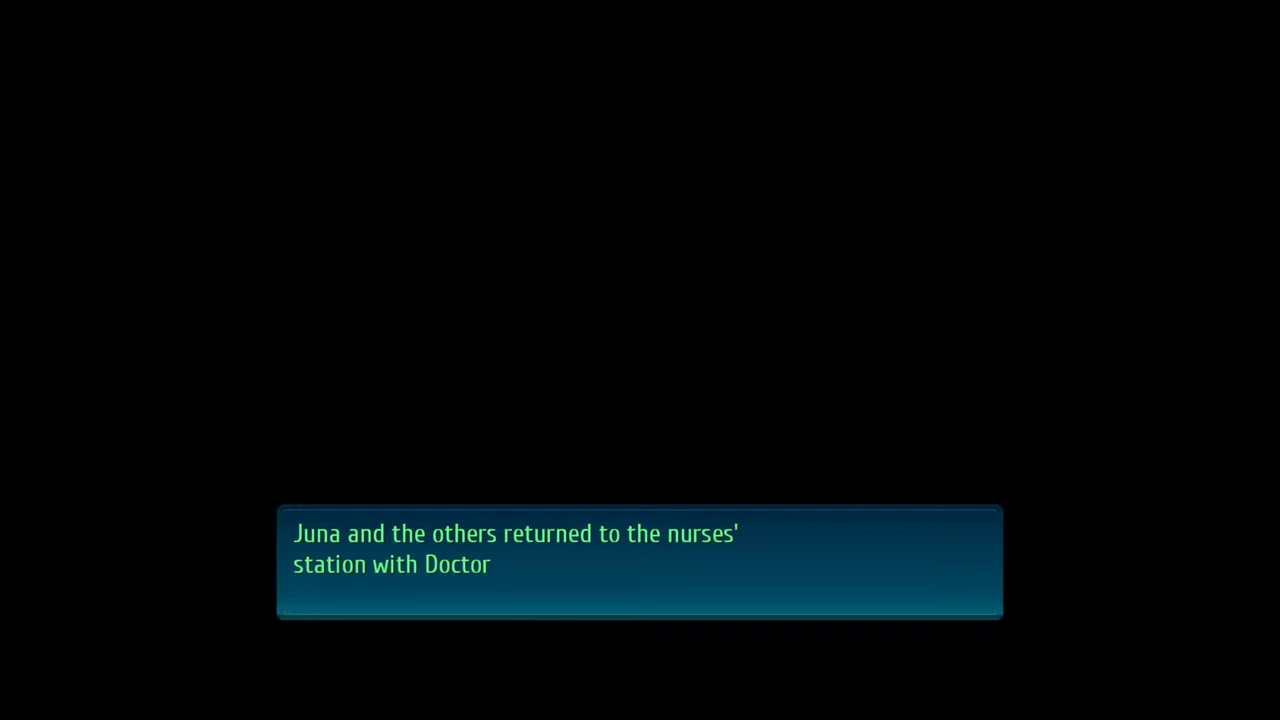 Juna and the others returned to the nurses'
station with Doctor